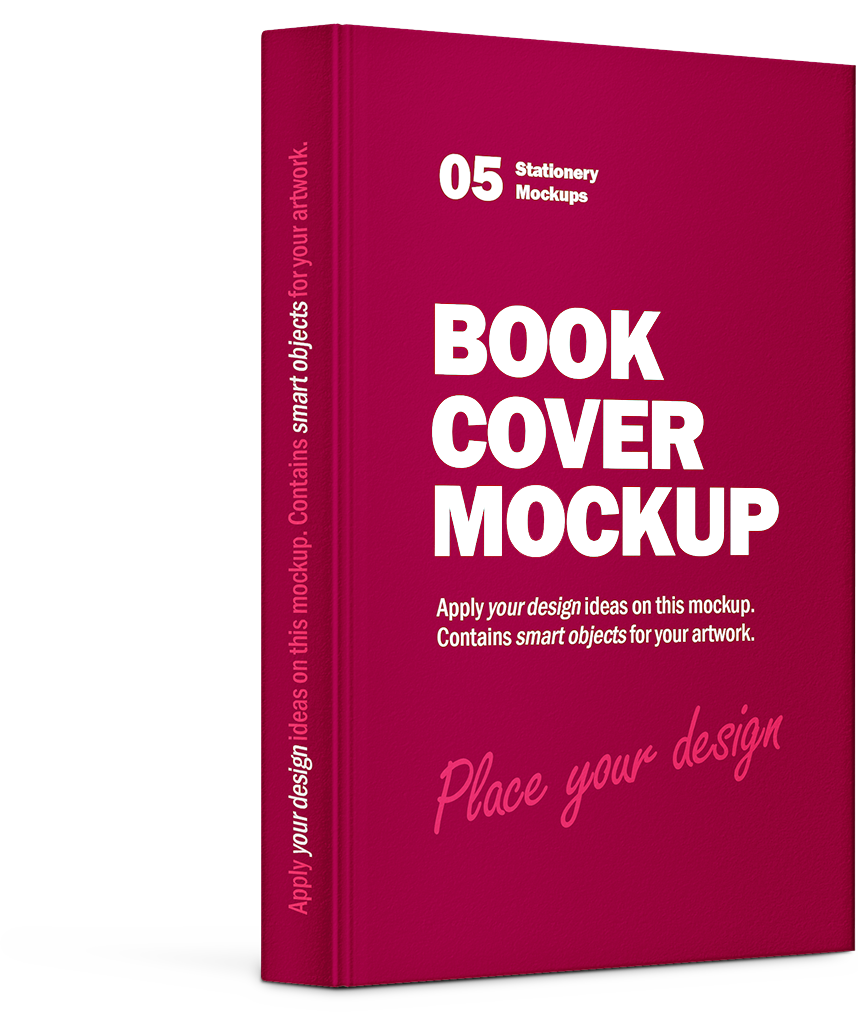 Apply your design ideas on this mockup. Contains smart objects for your artwork.
05
Stationery
Mockups
BOOK
COVER
MOCKUP
Apply your design ideas on this mockup.
Contains smart objects for your artwork.
Place your design